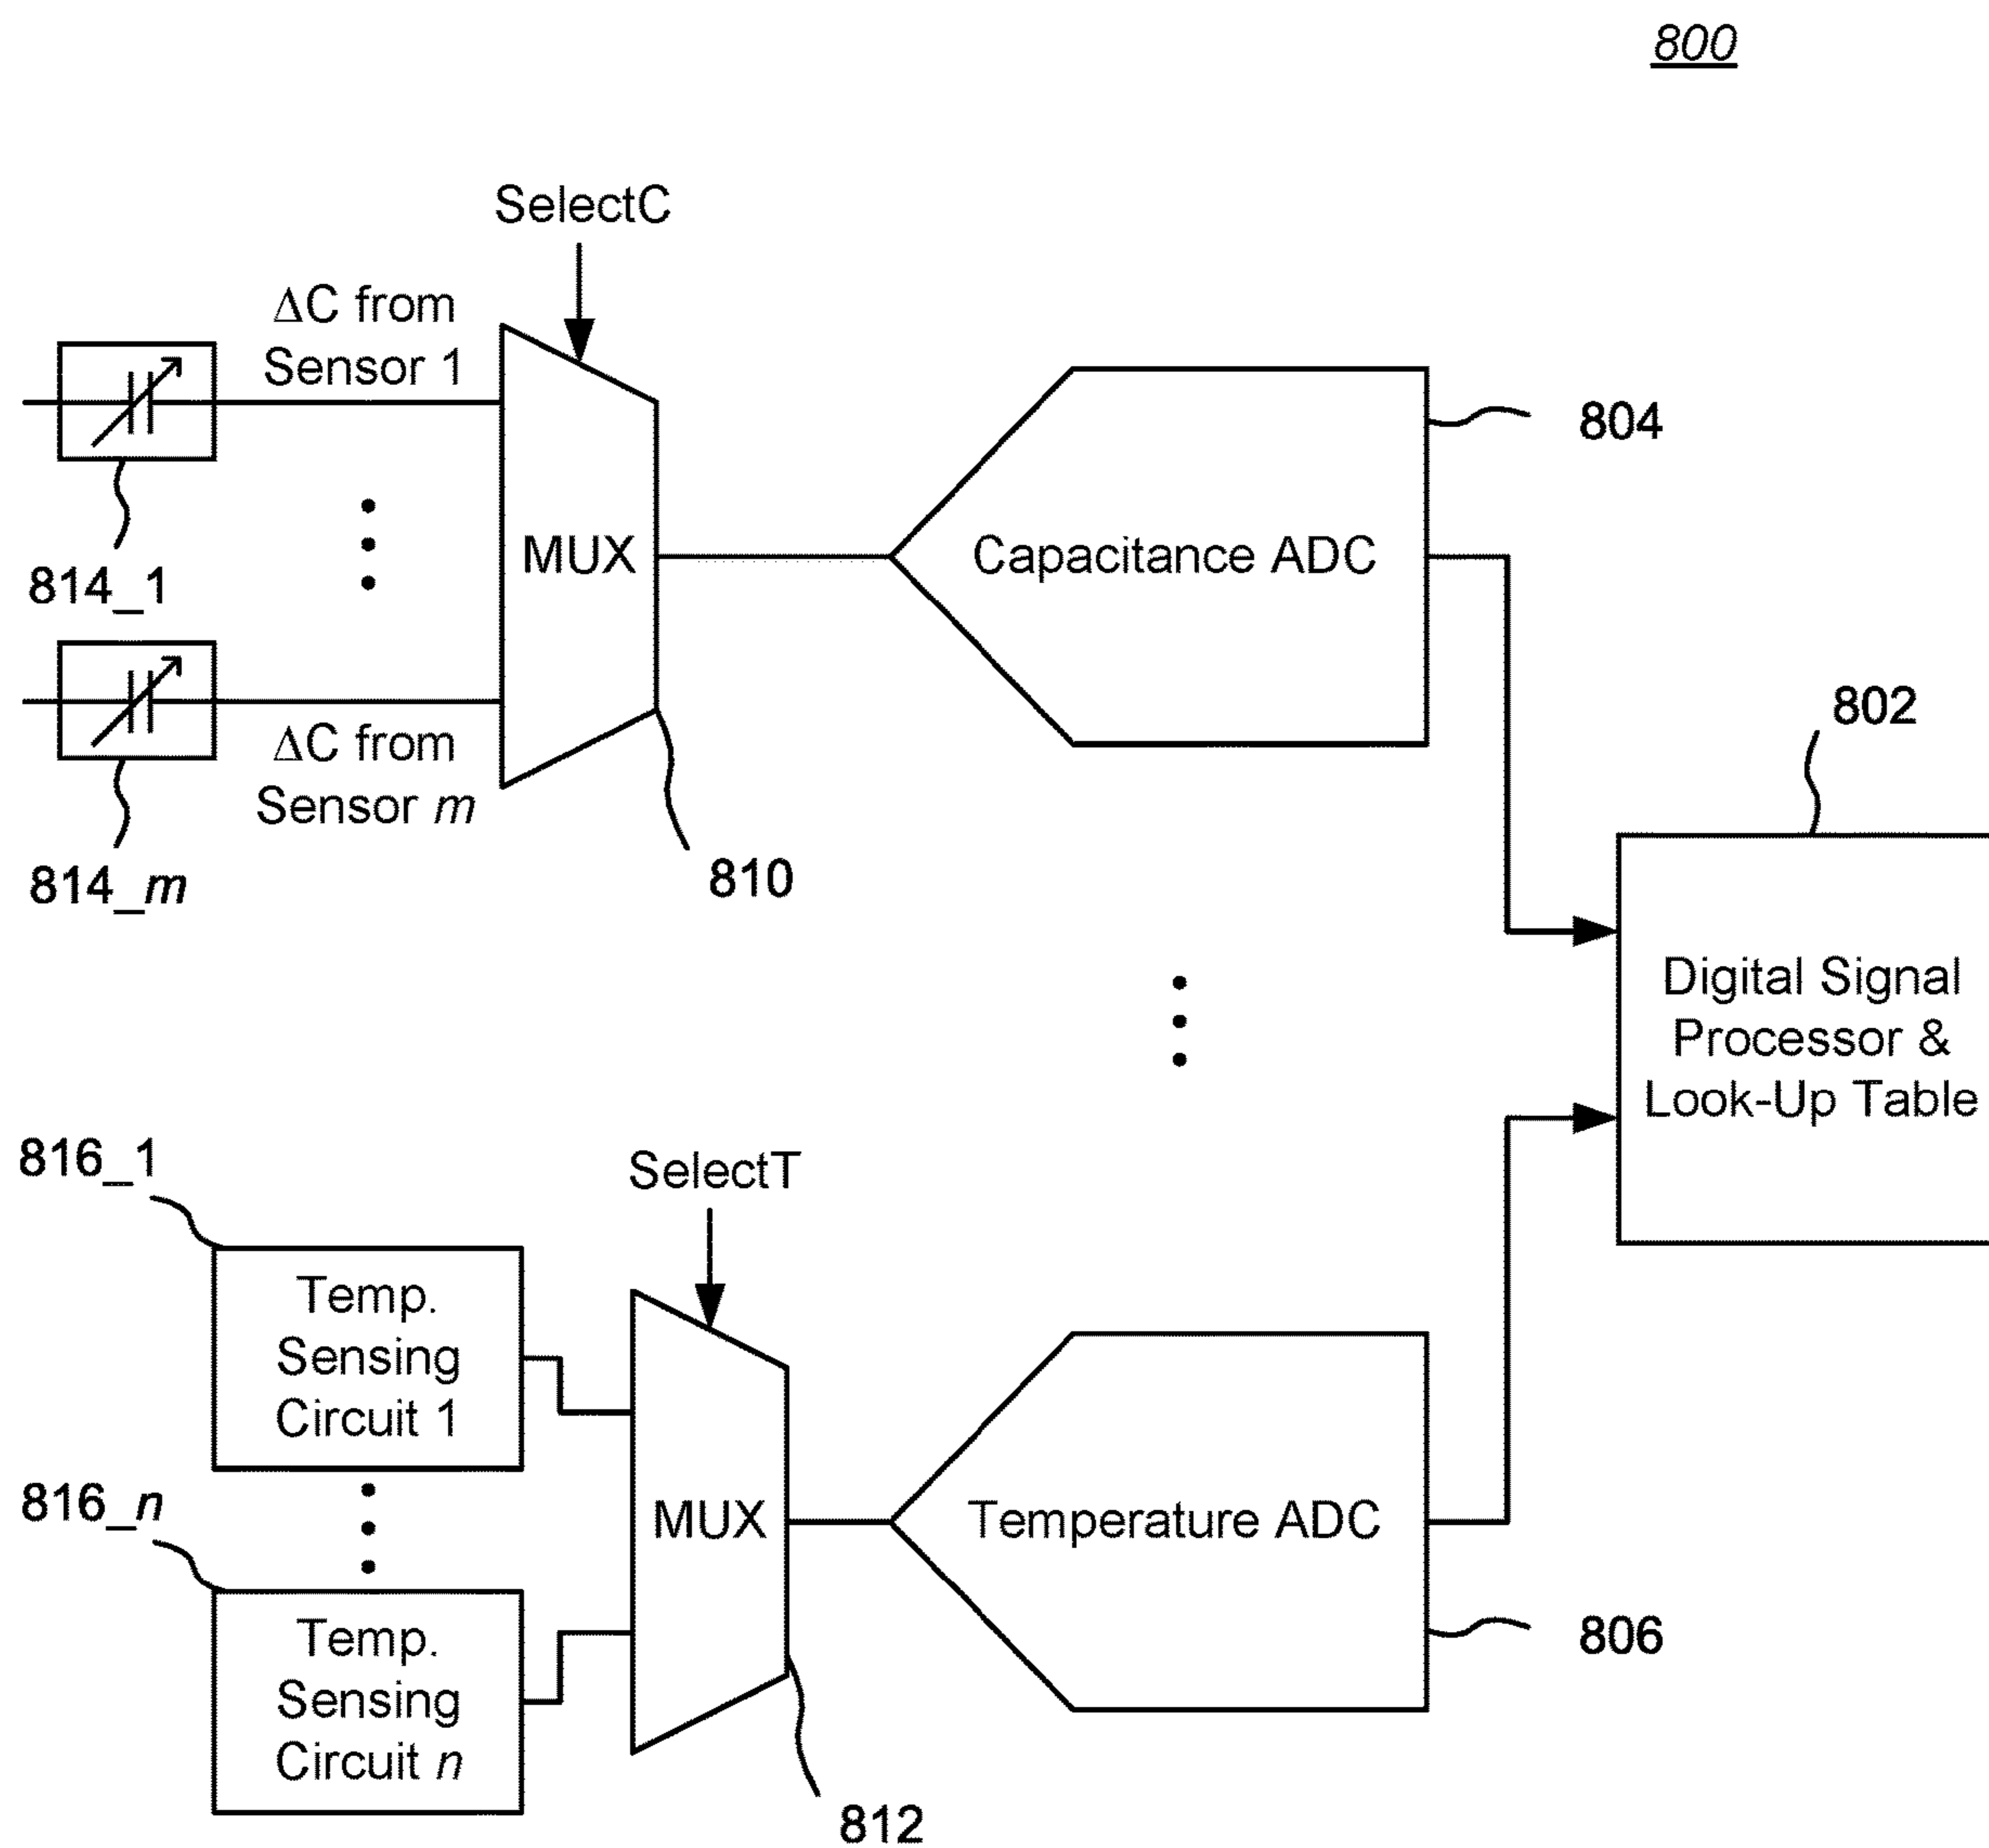 800
SelectC
ΔC from
Sensor 1
814_1
MUX
Capacitance ADC
804
ΔC from
Sensor m
814_m
810
802
Digital Signal
Processor &
Look-Up Table
816_1
SelectT
Temp.
Sensing
Circuit 1
816_n
MUX
Temperature ADC
806
Temp.
Sensing
Circuit n
812